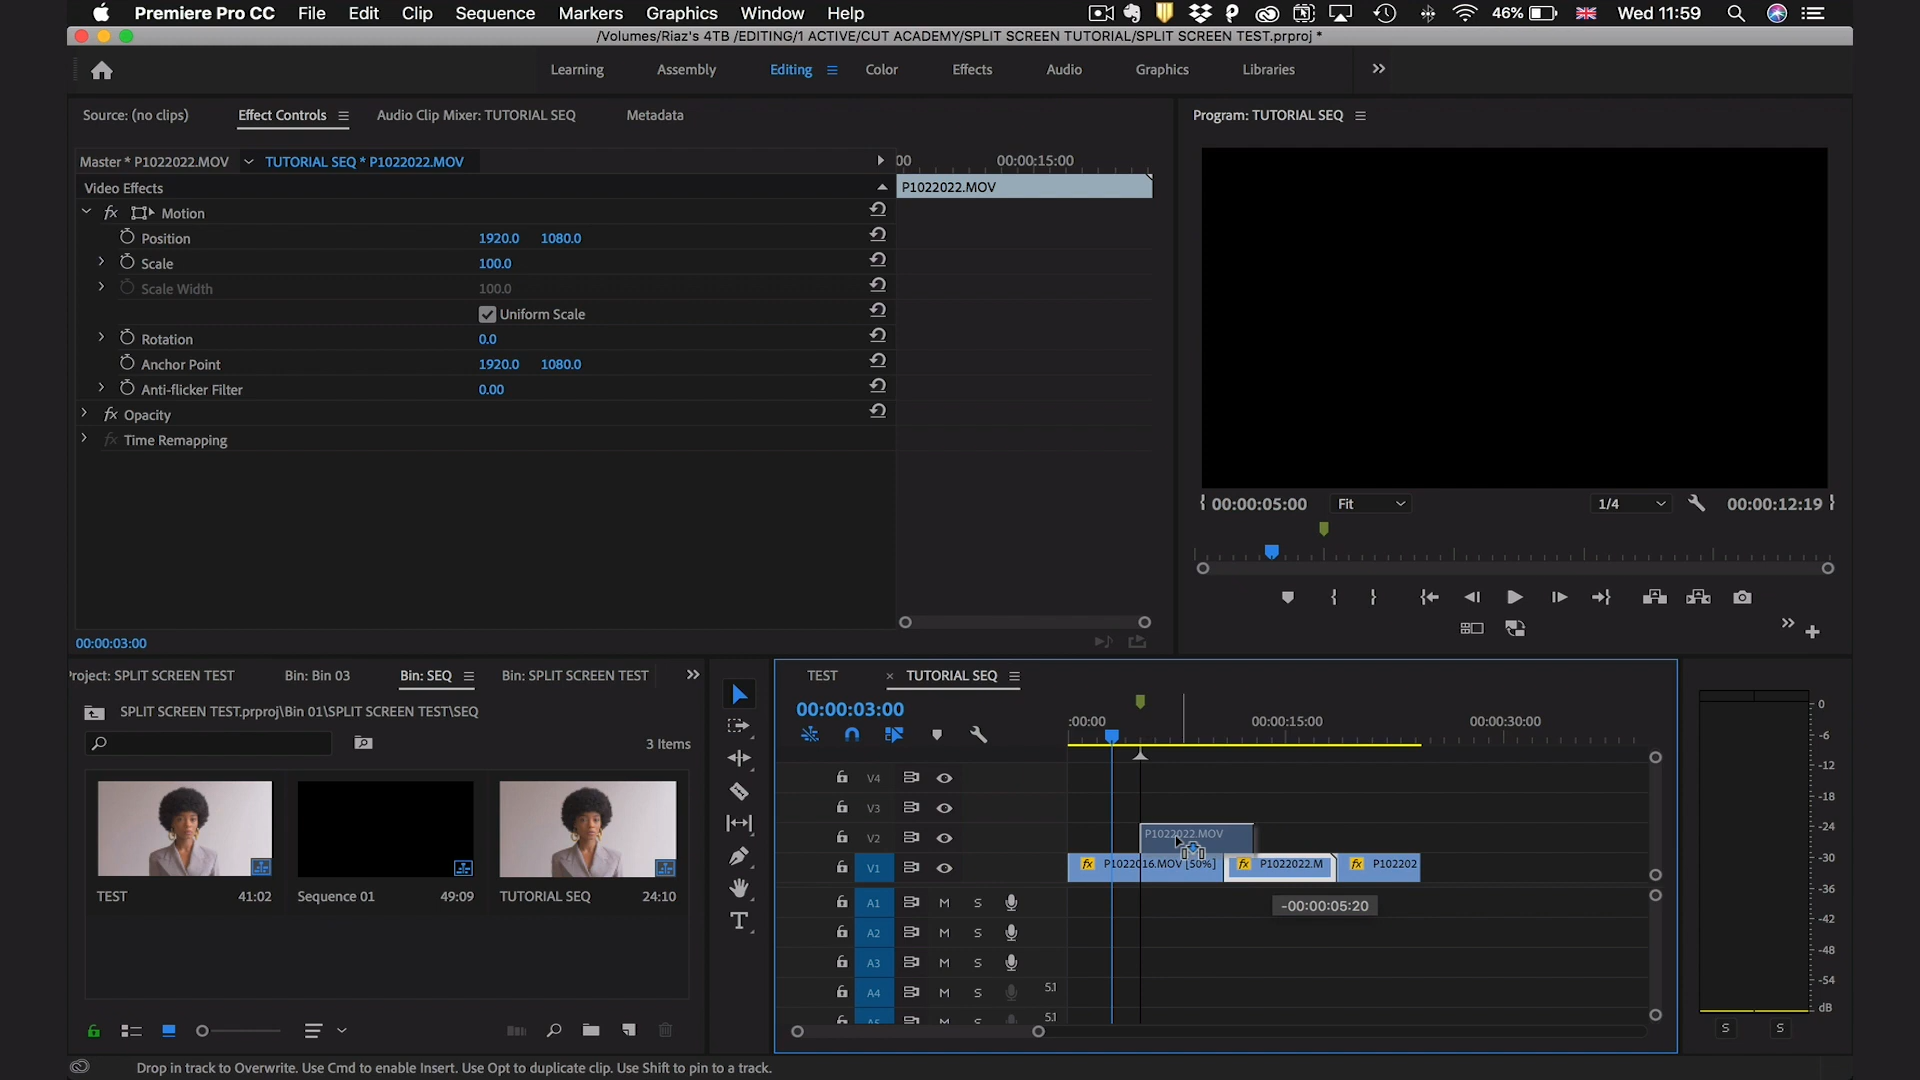 Premiere Pro CC File Edit Clip Sequence Markers Graphics Window Help 46% Wed 11:59
/Volumes/Riaz's 4TB /EDITING/1 ACTIVE/CUT ACADEMY/SPLIT SCREEN TUTORIAL/SPLIT SCREEN TEST.prproj *
Learning Assembly Editing Color Effects Audio Graphics Libraries
Source: (no clips) Effect Controls Audio Clip Mixer: TUTORIAL SEQ Metadata
Program: TUTORIAL SEQ
Master * P1022022.MOV TUTORIAL SEQ * P1022022.MOV
:00 00:00:15:00
Video Effects
P1022022.MOV
fx Motion
Position 1920.0 1080.0
Scale 100.0
Scale Width 100.0
Uniform Scale
Rotation 0.0
Anchor Point 1920.0 1080.0
Anti-flicker Filter 0.00
fx Opacity
fx Time Remapping
00:00:05:00 Fit 1/4 00:00:12:19
00:00:03:00
Project: SPLIT SCREEN TEST Bin: Bin 03 Bin: SEQ Bin: SPLIT SCREEN TEST
SPLIT SCREEN TEST.prproj\Bin 01\SPLIT SCREEN TEST\SEQ
3 Items
TEST 41:02
Sequence 01 49:09
TUTORIAL SEQ 24:10
TEST × TUTORIAL SEQ
00:00:03:00
:00:00 00:00:15:00 00:00:30:00
V4
V3
V2 P1022022.MOV
V1 fx P1022016.MOV [50%] fx P1022022.M fx P102202
A1 M S
-00:00:05:20
A2 M S
A3 M S
A4 M S 5.1
5.1
0
-6
-12
-18
-24
-30
-36
-42
-48
-54
dB
S S
Drop in track to Overwrite. Use Cmd to enable Insert. Use Opt to duplicate clip. Use Shift to pin to a track.